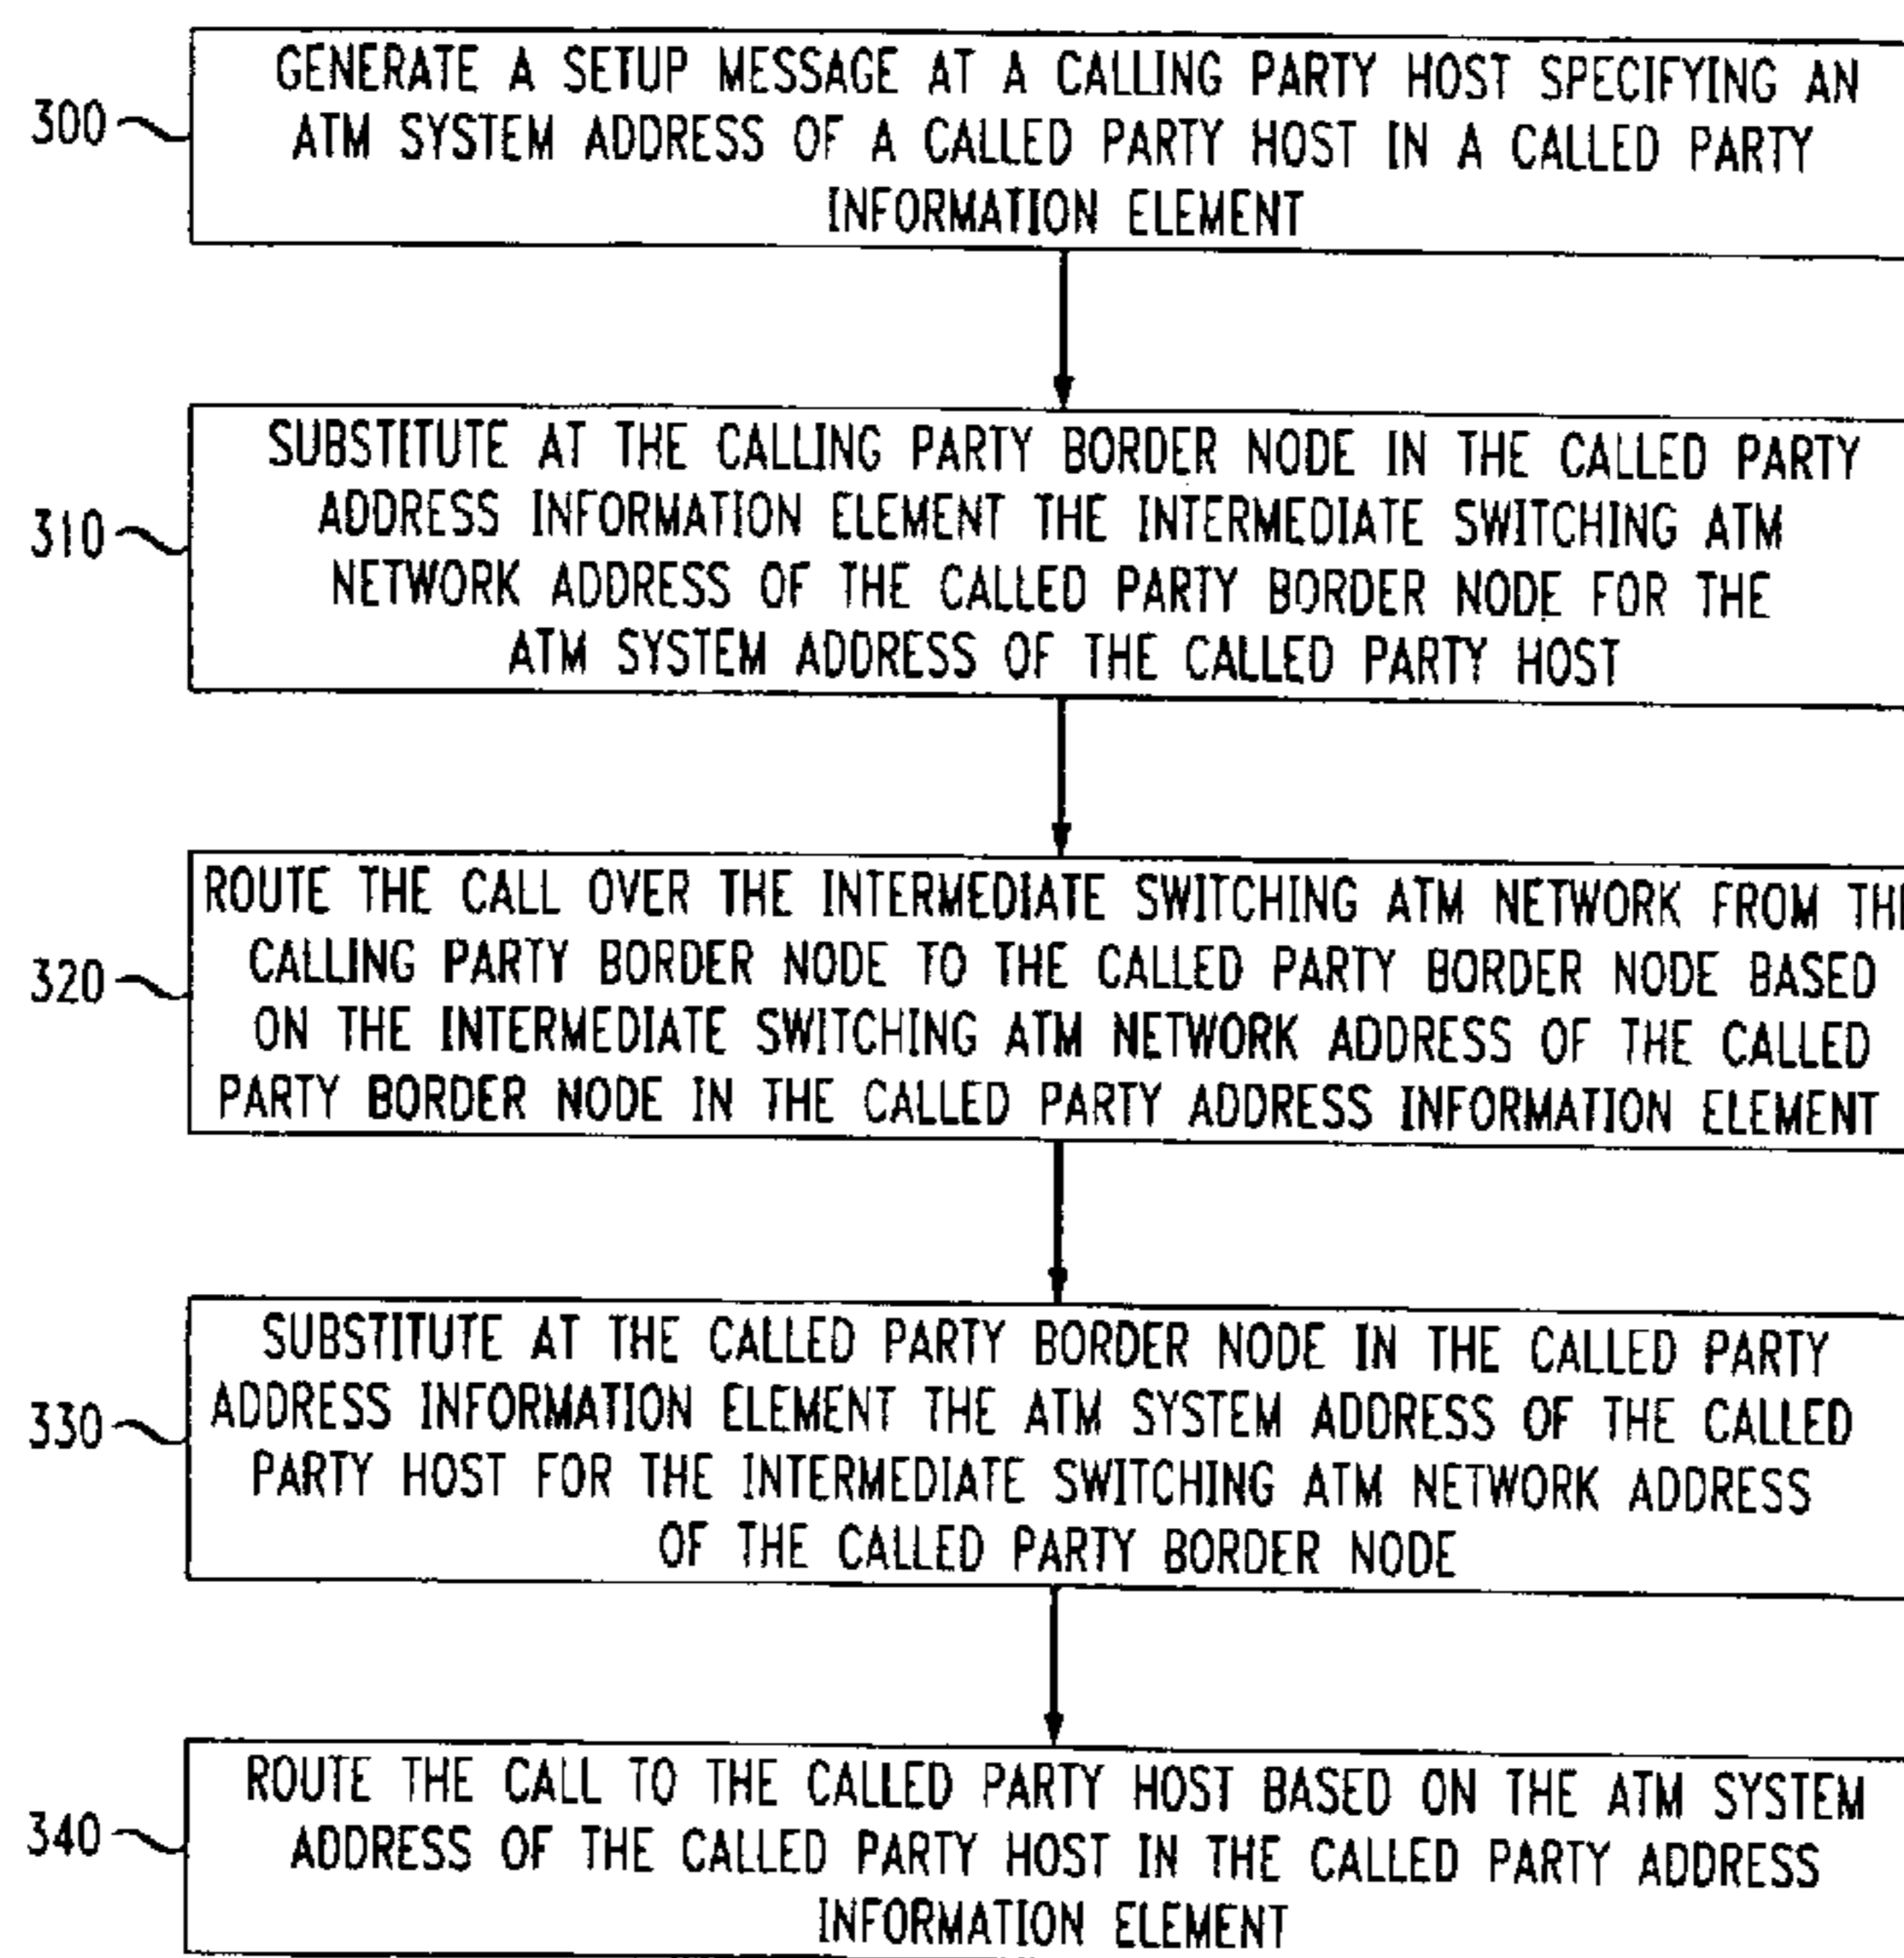 300
GENERATE A SETUP MESSAGE AT A CALLING PARTY HOST SPECIFYING AN
ATM SYSTEM ADDRESS OF A CALLED PARTY HOST IN A CALLED PARTY
INFORMATION ELEMENT
310
SUBSTITUTE AT THE CALLING PARTY BORDER NODE IN THE CALLED PARTY
ADDRESS INFORMATION ELEMENT THE INTERMEDIATE SWITCHING ATM
NETWORK ADDRESS OF THE CALLED PARTY BORDER NODE FOR THE
ATM SYSTEM ADDRESS OF THE CALLED PARTY HOST
320
ROUTE THE CALL OVER THE INTERMEDIATE SWITCHING ATM NETWORK FROM THE
CALLING PARTY BORDER NODE TO THE CALLED PARTY BORDER NODE BASED
ON THE INTERMEDIATE SWITCHING ATM NETWORK ADDRESS OF THE CALLED
PARTY BORDER NODE IN THE CALLED PARTY ADDRESS INFORMATION ELEMENT
330
SUBSTITUTE AT THE CALLED PARTY BORDER NODE IN THE CALLED PARTY
ADDRESS INFORMATION ELEMENT THE ATM SYSTEM ADDRESS OF THE CALLED
PARTY HOST FOR THE INTERMEDIATE SWITCHING ATM NETWORK ADDRESS
OF THE CALLED PARTY BORDER NODE
340
ROUTE THE CALL TO THE CALLED PARTY HOST BASED ON THE ATM SYSTEM
ADDRESS OF THE CALLED PARTY HOST IN THE CALLED PARTY ADDRESS
INFORMATION ELEMENT